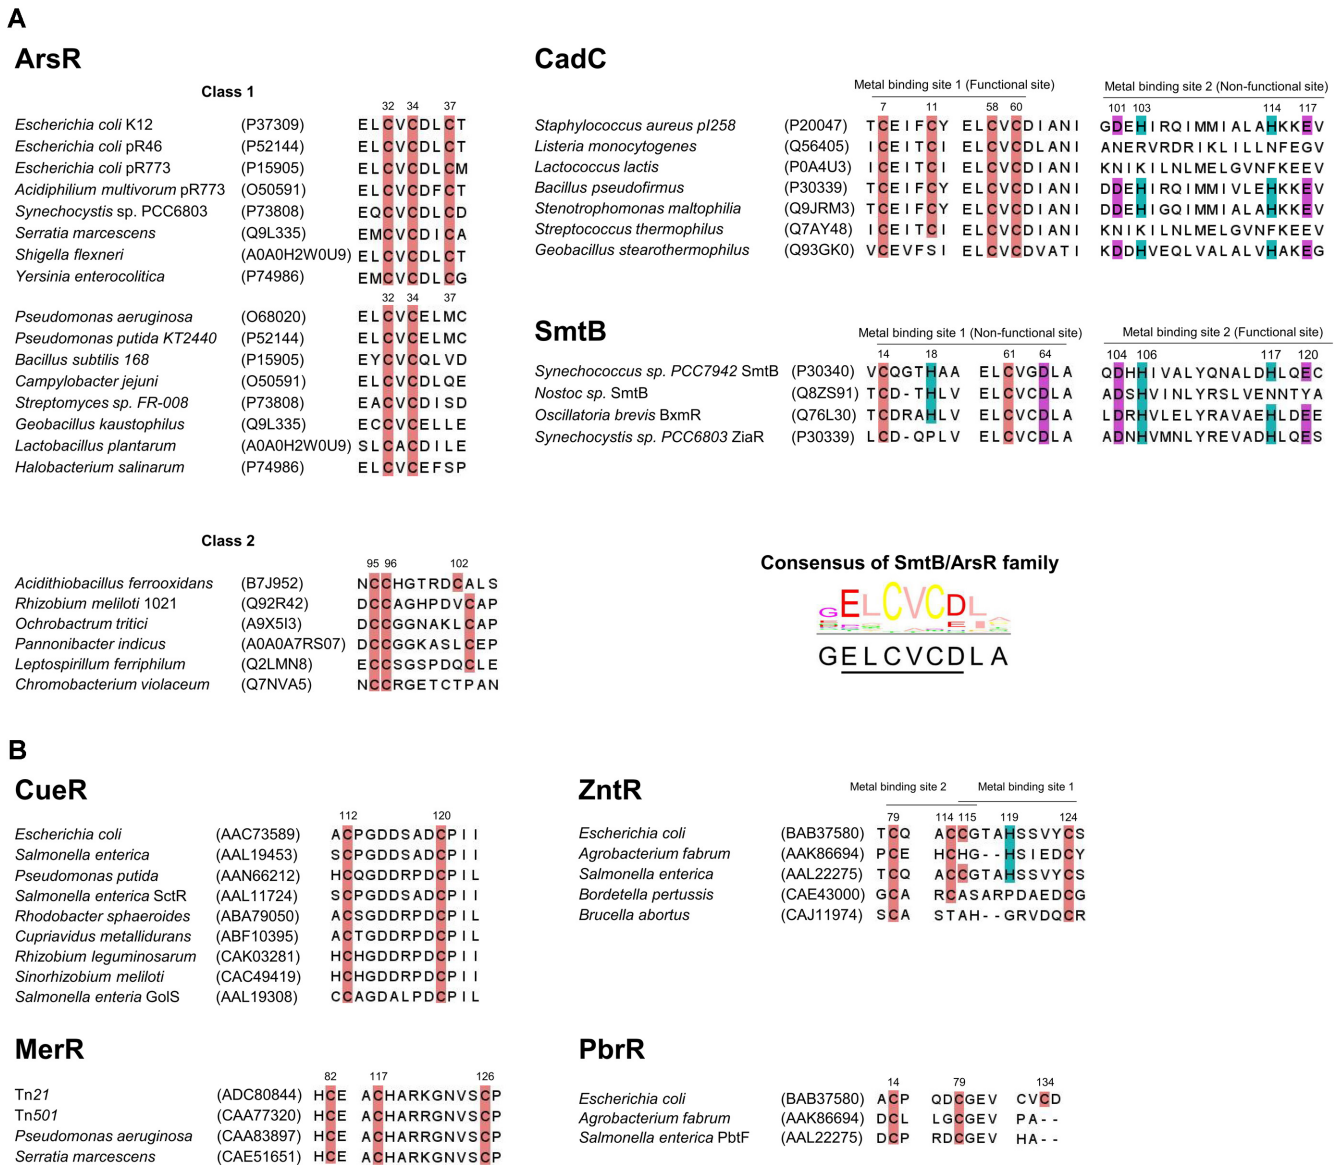 A
ArsR
Class 1
32 34 37
Escherichia coli K12 (P37309) ELCVCDLCT
Escherichia coli pR46 (P52144) ELCVCDLCT
Escherichia coli pR773 (P15905) ELCVCDLCM
Acidiphilium multivorum pR773 (O50591) ELCVCDFCT
Synechocystis sp. PCC6803 (P73808) EQCVCDLCD
Serratia marcescens (Q9L335) EMCVCDICA
Shigella flexneri (A0A0H2W0U9) ELCVCDLCT
Yersinia enterocolitica (P74986) EMCVCDLCG
32 34 37
Pseudomonas aeruginosa (O68020) ELCVCELMC
Pseudomonas putida KT2440 (P52144) ELCVCELMC
Bacillus subtilis 168 (P15905) EYCVCQLVD
Campylobacter jejuni (O50591) ELCVCDLQE
Streptomyces sp. FR-008 (P73808) EACVCDISD
Geobacillus kaustophilus (Q9L335) ECCVCELLE
Lactobacillus plantarum (A0A0H2W0U9) SLCACDILE
Halobacterium salinarum (P74986) ELCVCEFSP
Class 2
95 96 102
Acidithiobacillus ferrooxidans (B7J952) NCCHGTRDCALS
Rhizobium meliloti 1021 (Q92R42) DCCAGHPDVCAP
Ochrobactrum tritici (A9X5I3) DCCGGNAKLCAP
Pannonibacter indicus (A0A0A7RS07) DCCGGKASLCEP
Leptospirillum ferriphilum (Q2LMN8) ECCSGSPDQCLE
Chromobacterium violaceum (Q7NVA5) NCCRGETCTPAN
CadC
Metal binding site 1 (Functional site) Metal binding site 2 (Non-functional site)
7 11 58 60 101 103 114 117
Staphylococcus aureus pI258 (P20047) TCEIFCY ELCVCDIANI GDEHIRQIMMIALAHKKEV
Listeria monocytogenes (Q56405) ICEITCI ELCVCDLANI ANERVRDRIKLILLNFEGV
Lactococcus lactis (P0A4U3) ICEITCI ELCVCDIANI KNIKILNLMELGVNFKEEV
Bacillus pseudofirmus (P30339) TCEIFCY ELCVCDIANI DDEHIRQIMMIVLEHKKEV
Stenotrophomonas maltophilia (Q9JRM3) TCEIFCY ELCVCDIANI DDEHIGQIMMIALAHKKEV
Streptococcus thermophilus (Q7AY48) ICEITCI ELCVCDIANI KNIKILNLMELGVNFKEEV
Geobacillus stearothermophilus (Q93GK0) VCEVFSI ELCVCDVATI KDDHVEQLVALALVHAKEG
SmtB
Metal binding site 1 (Non-functional site) Metal binding site 2 (Functional site)
14 18 61 64 104 106 117 120
Synechococcus sp. PCC7942 SmtB (P30340) VCQGTHAA ELCVGDLA QDHHIVALYQNALDHLQEC
Nostoc sp. SmtB (Q8ZS91) TCD-THLV ELCVCDLA ADSHVINLYRSLVENNTYA
Oscillatoria brevis BxmR (Q76L30) TCDRAHLV ELCVCDLA LDRHVLELYRAVAEHLDEE
Synechocystis sp. PCC6803 ZiaR (P30339) LCD-QPLV ELCVCDLA ADNHVMNLYREVADHLQES
Consensus of SmtB/ArsR family
GELCVCDL
GELCVCDLA
B
CueR
112 120
Escherichia coli (AAC73589) ACPGDDSADCPII
Salmonella enterica (AAL19453) SCPGDDSADCPII
Pseudomonas putida (AAN66212) HCQGDDRPDCPIL
Salmonella enterica SctR (AAL11724) SCPGDDSADCPII
Rhodobacter sphaeroides (ABA79050) ACSGDDRPDCPIL
Cupriavidus metallidurans (ABF10395) ACTGDDRPDCPIL
Rhizobium leguminosarum (CAK03281) HCHGDDRPDCPII
Sinorhizobium meliloti (CAC49419) HCHGDDRPDCPII
Salmonella enteria GolS (AAL19308) CCAGDALPDCPIL
ZntR
Metal binding site 2 Metal binding site 1
79 114 115 119 124
Escherichia coli (BAB37580) TCQ ACCGTAHSSVYCS
Agrobacterium fabrum (AAK86694) PCE HCHG--HSIEDCY
Salmonella enterica (AAL22275) TCQ ACCGTAHSSVYCS
Bordetella pertussis (CAE43000) GCA RCASARPDAEDCG
Brucella abortus (CAJ11974) SCA STAH--GRVDQCR
MerR
82 117 126
Tn21 (ADC80844) HCE ACHARKGNVSCP
Tn501 (CAA77320) HCE ACHARRGNVSCP
Pseudomonas aeruginosa (CAA83897) HCE ACHARRGNVSCP
Serratia marcescens (CAE51651) HCE ACHARKGNVSCP
PbrR
14 79 134
Escherichia coli (BAB37580) ACP QDCGEV CVCD
Agrobacterium fabrum (AAK86694) DCL LGCGEV PA--
Salmonella enterica PbtF (AAL22275) DCP RDCGEV HA--